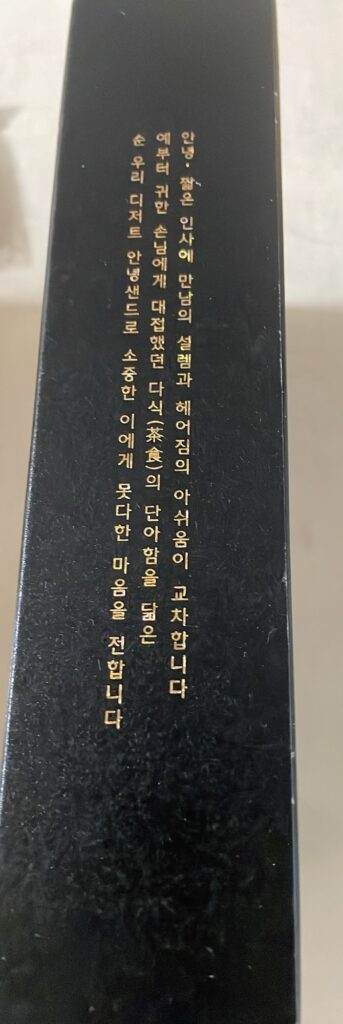 안녕. 짧은 인사에 만남의 설렘과 헤어짐의 아쉬움이 교차합니다
예부터 귀한 손님에게 대접했던 다식(茶食)의 단아함을 닮은
순 우리 디저트 안녕샌드로 소중한 이에게 못다한 마음을 전합니다